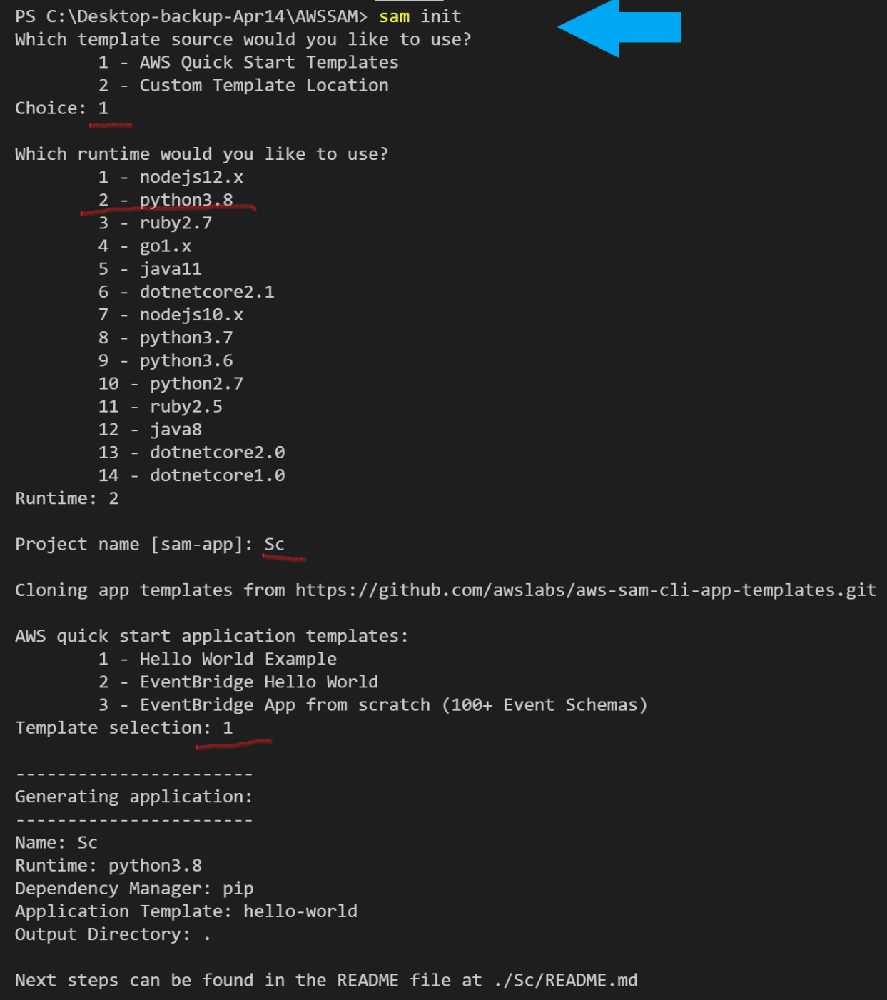 PS C:\Desktop-backup-Apr14\AWSSAM> sam init
Which template source would you like to use?
1 - AWS Quick Start Templates
2 - Custom Template Location
Choice: 1
Which runtime would you like to use?
1 - nodejs12.x
2 - python3.8
3 - ruby2.7
4 - go1.x
5 - java11
6 - dotnetcore2.1
7 - nodejs10.x
8 - python3.7
9 - python3.6
10 - python2.7
11 - ruby2.5
12 - java8
13 - dotnetcore2.0
14 - dotnetcore1.0
Runtime: 2
Project name [sam-app]: Sc
Cloning app templates from https://github.com/awslabs/aws-sam-cli-app-templates.git
AWS quick start application templates:
1 - Hello World Example
2 - EventBridge Hello World
3 - EventBridge App from scratch (100+ Event Schemas)
Template selection: 1
-----------------------
Generating application:
-----------------------
Name: Sc
Runtime: python3.8
Dependency Manager: pip
Application Template: hello-world
Output Directory: .
Next steps can be found in the README file at ./Sc/README.md